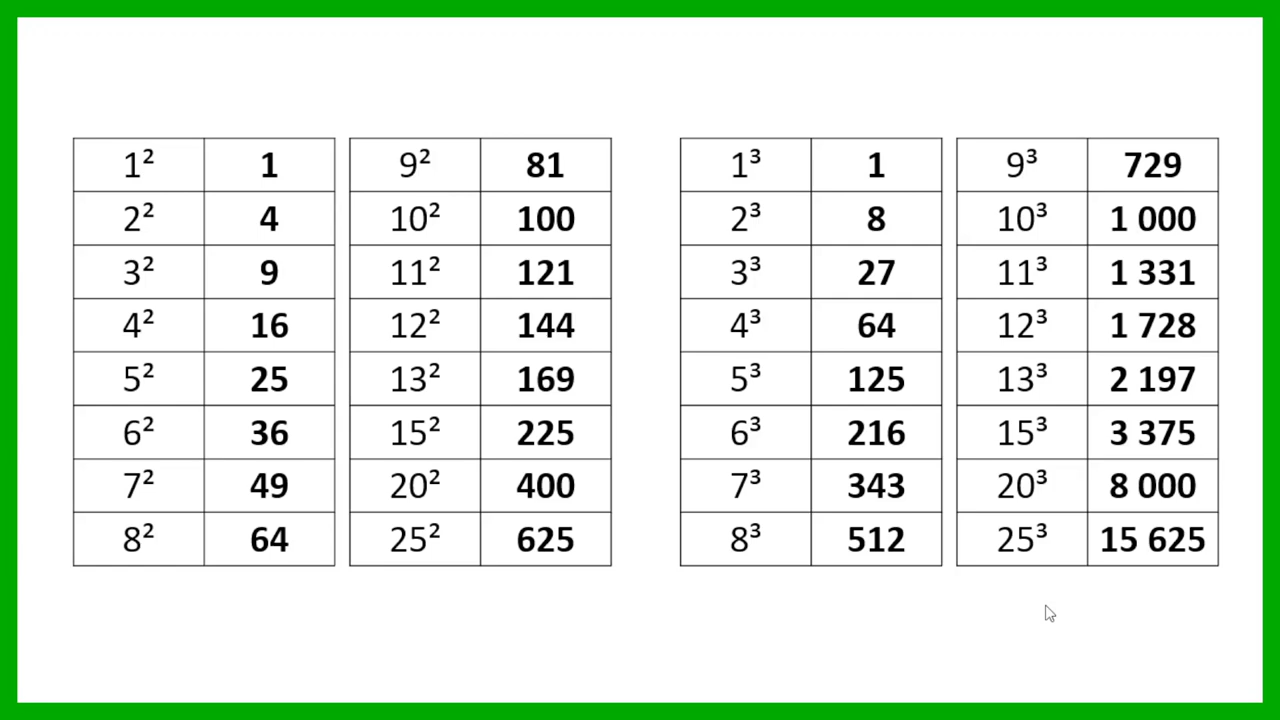 1² 1 9² 81 1³ 1 9³ 729
2² 4 10² 100 2³ 8 10³ 1 000
3² 9 11² 121 3³ 27 11³ 1 331
4² 16 12² 144 4³ 64 12³ 1 728
5² 25 13² 169 5³ 125 13³ 2 197
6² 36 15² 225 6³ 216 15³ 3 375
7² 49 20² 400 7³ 343 20³ 8 000
8² 64 25² 625 8³ 512 25³ 15 625